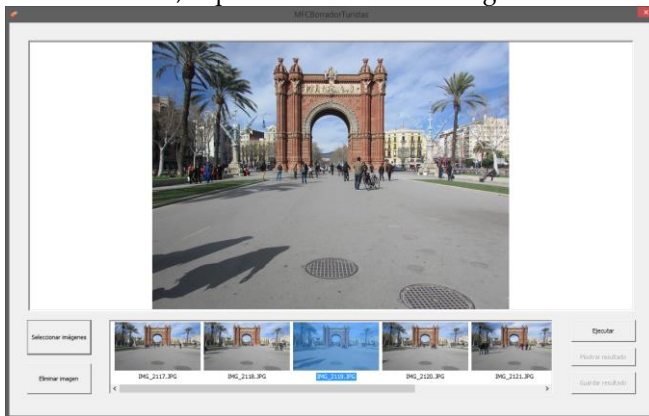 MFCBorradorTuristas
Seleccionar imágenes
Eliminar imagen
IMG_2117.JPG
IMG_2118.JPG
IMG_2119.JPG
IMG_2120.JPG
IMG_2121.JPG
Ejecutar
Mostrar resultado
Guardar resultado